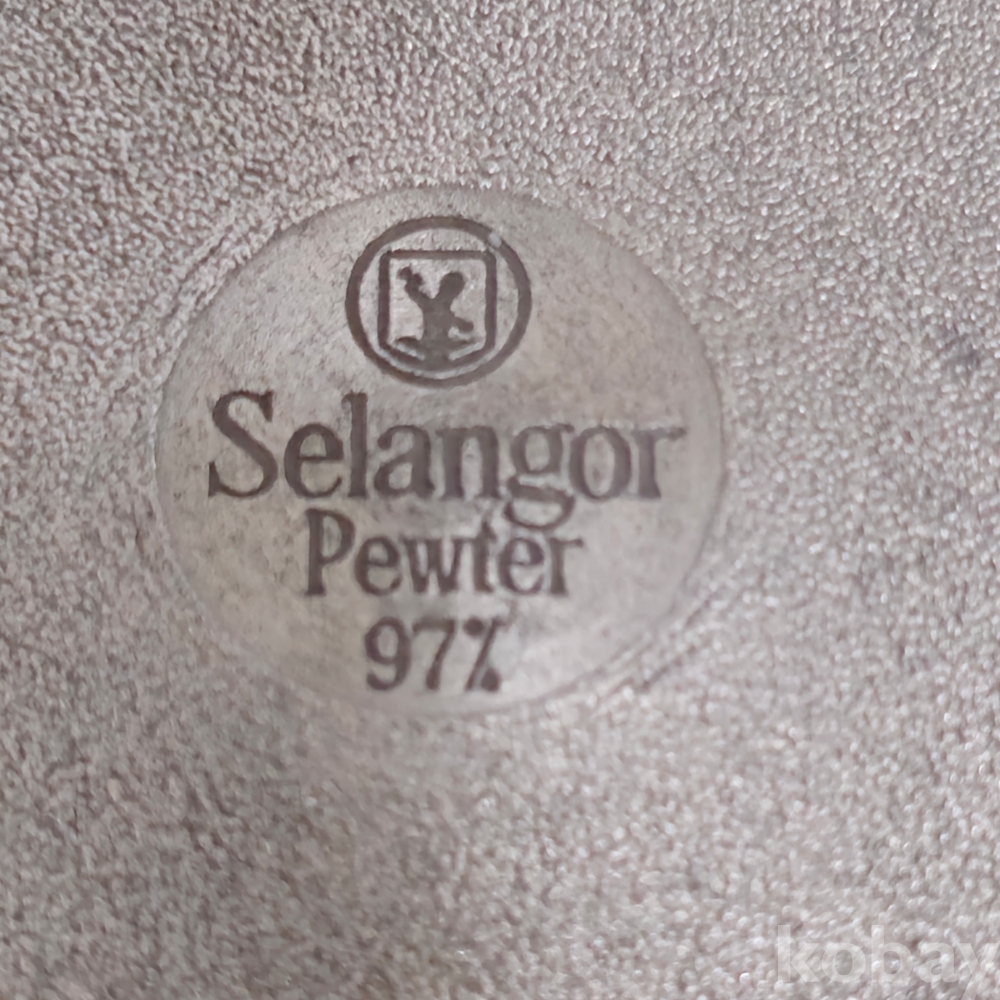 Selangor
Pewter
97%
kobay